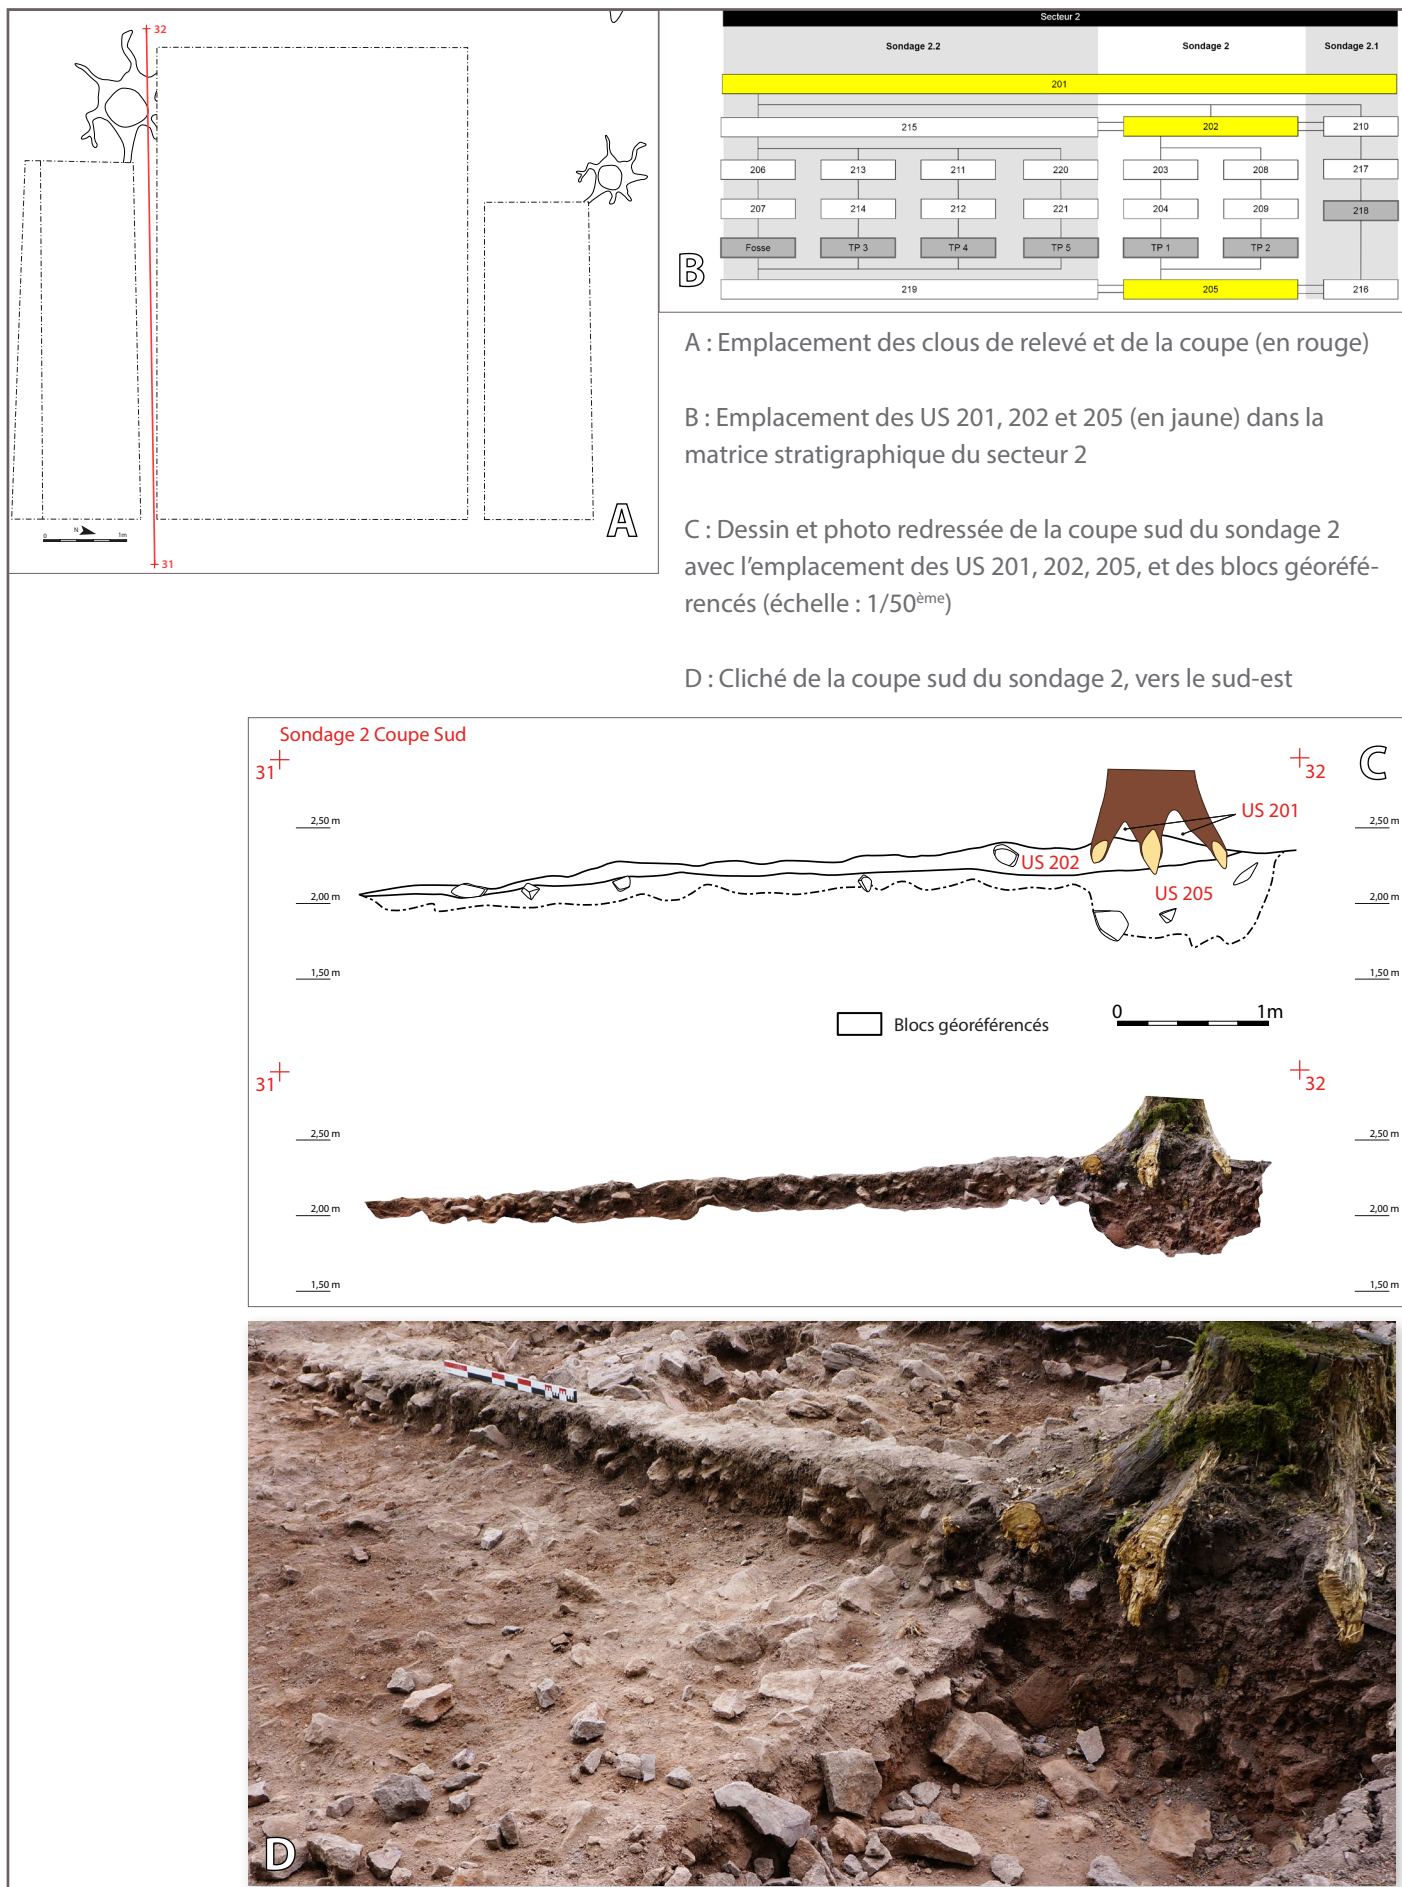 32
N
0 1m
31
A
Secteur 2
Sondage 2.2 Sondage 2 Sondage 2.1
201
215 202 210
206 213 211 220 203 208 217
207 214 212 221 204 209 218
Fosse TP 3 TP 4 TP 5 TP 1 TP 2
219 205 216
B
A : Emplacement des clous de relevé et de la coupe (en rouge)
B : Emplacement des US 201, 202 et 205 (en jaune) dans la
matrice stratigraphique du secteur 2
C : Dessin et photo redressée de la coupe sud du sondage 2
avec l'emplacement des US 201, 202, 205, et des blocs géoréfé-
rencés (échelle : 1/50ème)
D : Cliché de la coupe sud du sondage 2, vers le sud-est
Sondage 2 Coupe Sud
31 32 C
US 201
2,50 m 2,50 m
US 202
US 205
2,00 m 2,00 m
1,50 m 1,50 m
Blocs géoréférencés
0 1m
31 32
2,50 m 2,50 m
2,00 m 2,00 m
1,50 m 1,50 m
D